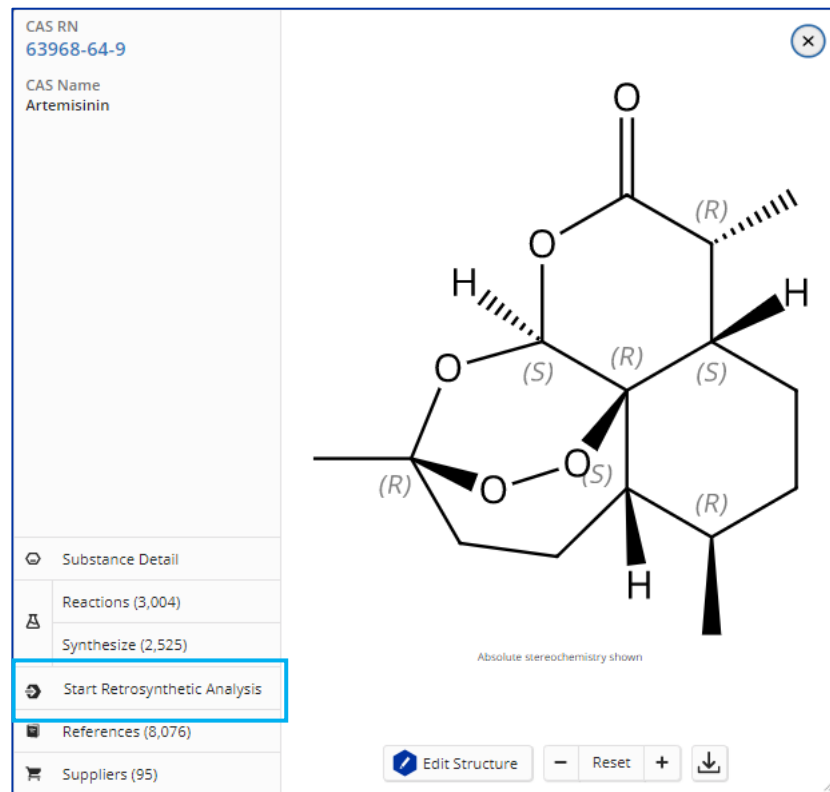 CAS RN
63968-64-9
CAS Name
Artemisinin
Substance Detail
Reactions (3,004)
Synthesize (2,525)
Start Retrosynthetic Analysis
References (8,076)
Suppliers (95)
O
(R)
O
H
H
O
(S)
(R)
(S)
O
O
(S)
(R)
(R)
H
Absolute stereochemistry shown
Edit Structure
− Reset +